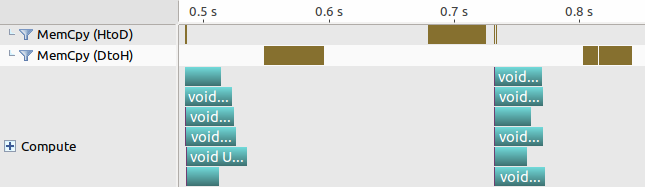 0.5 s 0.6 s 0.7 s 0.8 s
MemCpy (HtoD)
MemCpy (DtoH)
void...
void... void...
void...
void... void...
void U...
void...
Compute